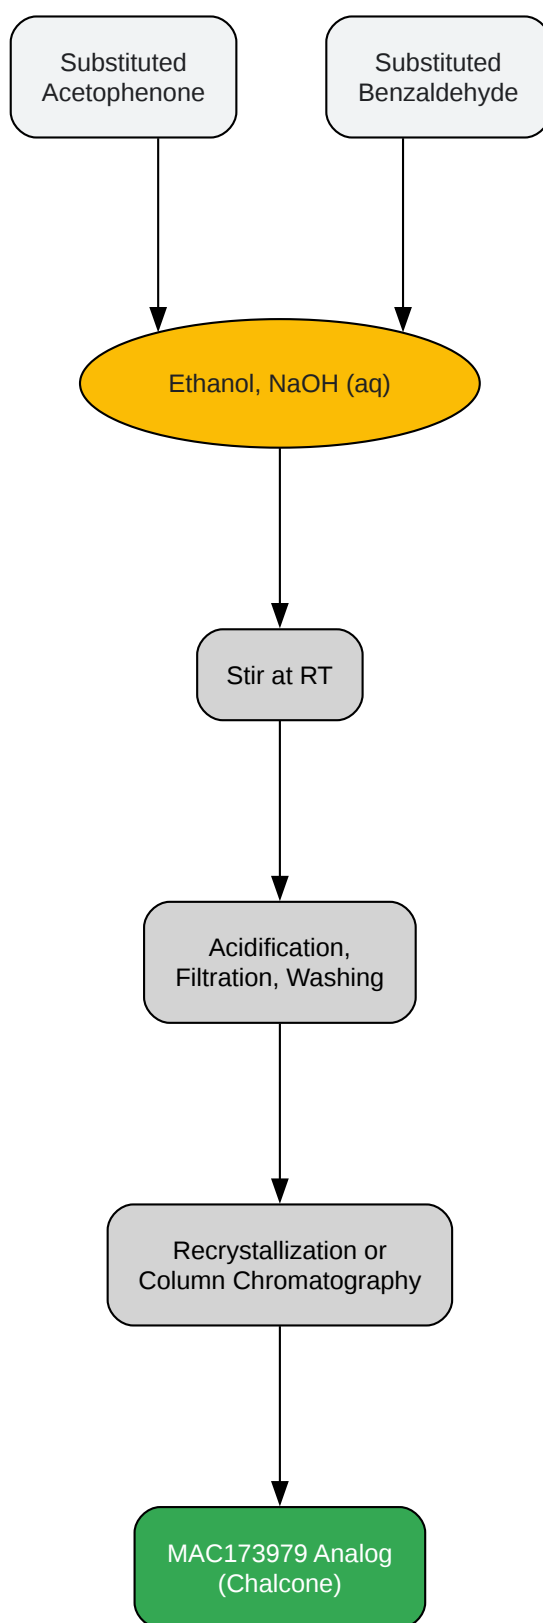 Substituted
Acetophenone
Substituted
Benzaldehyde
Ethanol, NaOH (aq)
Stir at RT
Acidification,
Filtration, Washing
Recrystallization or
Column Chromatography
MAC173979 Analog
(Chalcone)